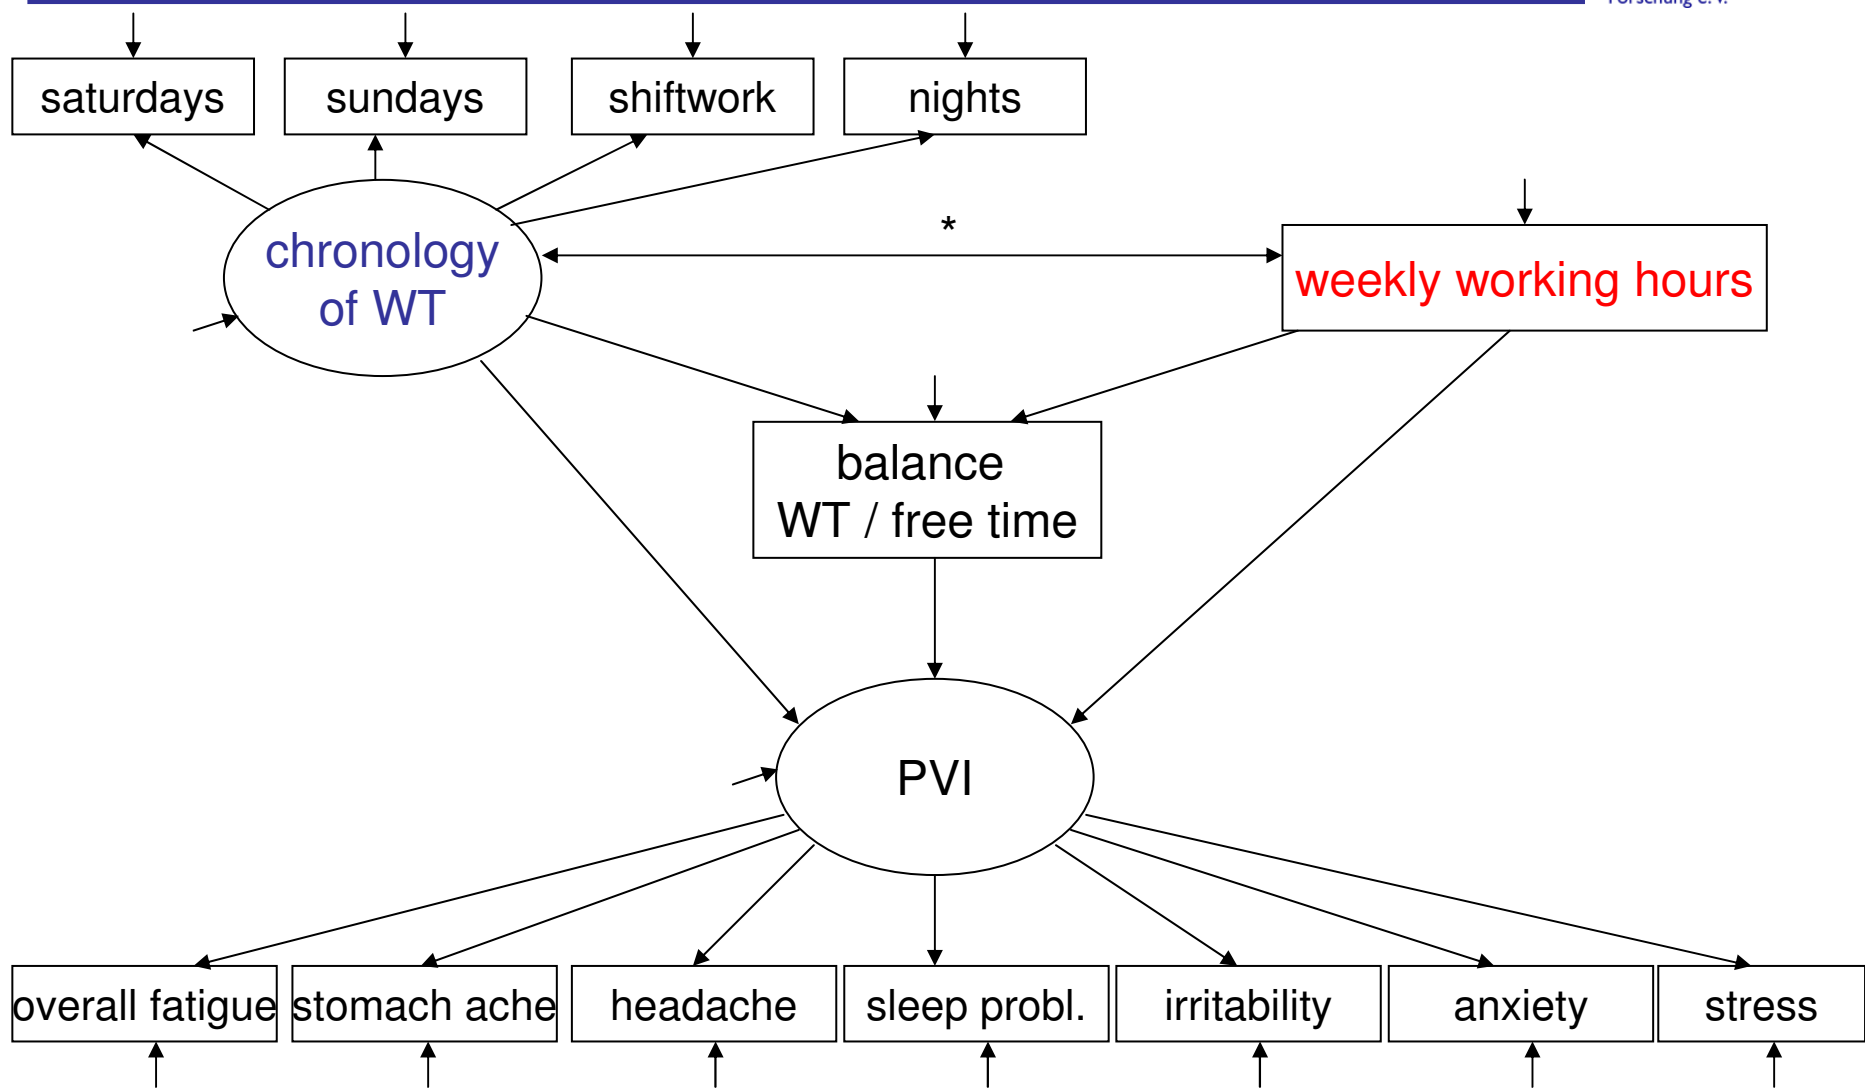 Forschung e. V.
saturdays
sundays
shiftwork
nights
*
chronology
of WT
weekly working hours
balance
WT / free time
PVI
overall fatigue
stomach ache
headache
sleep probl.
irritability
anxiety
stress